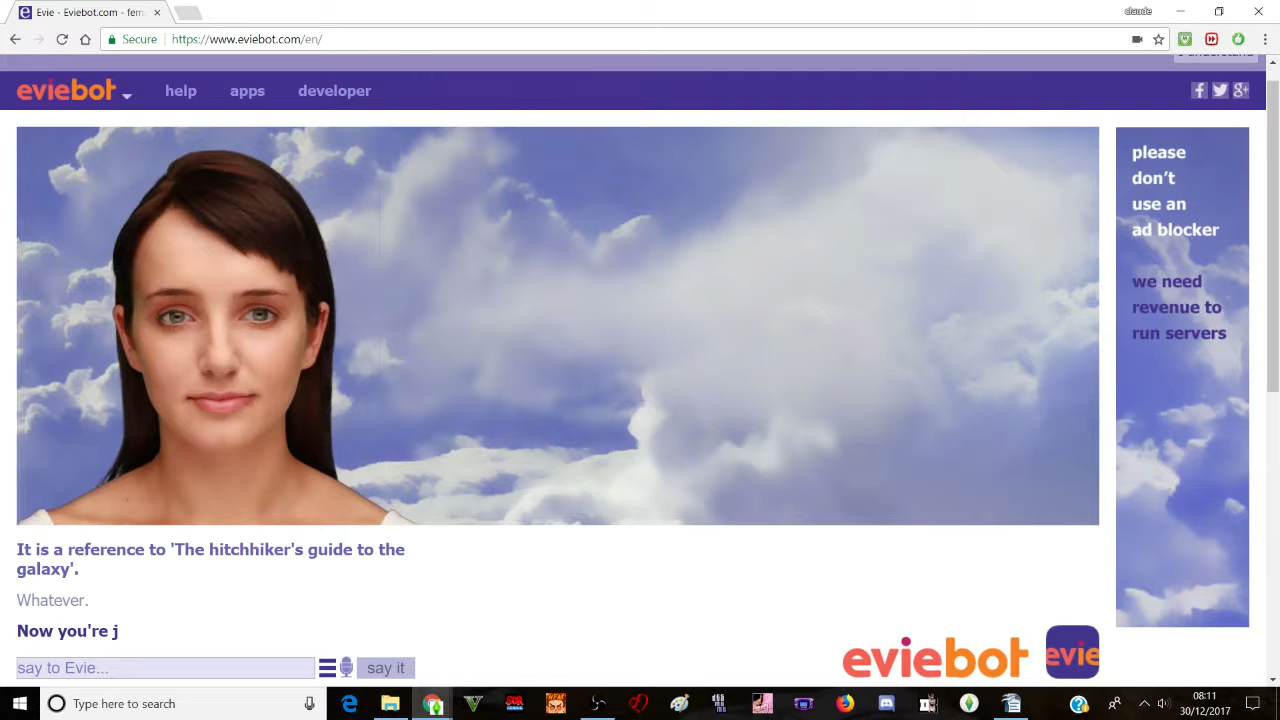 Evie - Eviebot.com - fem
claude
Secure
https://www.eviebot.com/en/
I understand
eviebot
help
apps
developer
please
don't
use an
ad blocker
we need
revenue to
run servers
It is a reference to 'The hitchhiker's guide to the
galaxy'.
Whatever.
Now you're j
say to Evie...
say it
eviebot
evie
Type here to search
08:11
30/12/2017